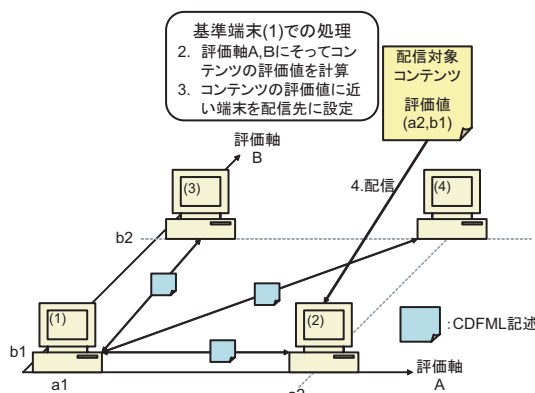 基準端末(1)での処理
2. 評価軸A,Bにそってコン
テンツの評価値を計算
3. コンテンツの評価値に近
い端末を配信先に設定
配信対象
コンテンツ
評価値
(a2,b1)
評価軸
B
(3)
4.配信
(4)
b2
(1)
(2)
:CDFML記述
b1
a1
評価軸
A